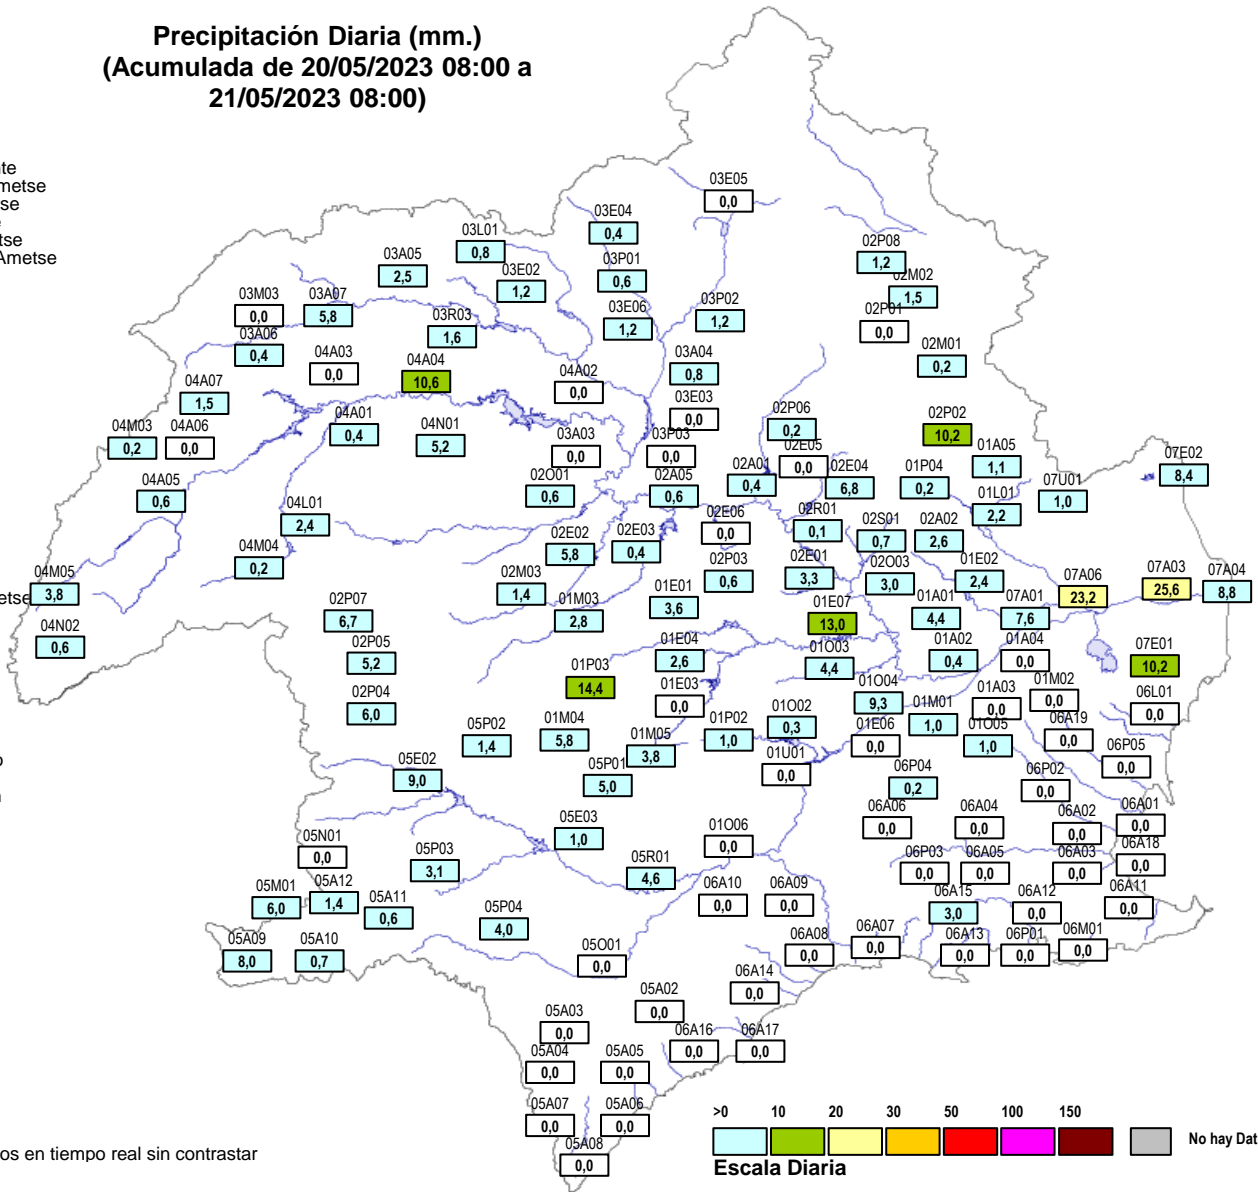 Precipitación Diaria (mm.)
(Acumulada de 20/05/2023 08:00 a
21/05/2023 08:00)
nte
Ametse
tse
e
etse
Ametse
03E05
0,0
03E04
0,4
03L01
0,8
02P08
1,2
03A05
2,5
03E02
1,2
03P01
0,6
02M02
1,5
03M03
0,0
03A07
5,8
03R03
1,6
03E06
1,2
03P02
1,2
02P01
0,0
03A06
0,4
04A03
0,0
04A04
10,6
04A02
0,0
03A04
0,8
02M01
0,2
04A07
1,5
03E03
0,0
04M03
0,2
04A06
0,0
04A01
0,4
04N01
5,2
03A03
0,0
03P03
0,0
02P06
0,2
02E05
0,0
02P02
10,2
01A05
1,1
07E02
8,4
04A05
0,6
02O01
0,6
02A05
0,6
02A01
0,4
02E04
6,8
01P04
0,2
07U01
1,0
04L01
2,4
02E06
0,0
02R01
0,1
01L01
2,2
02E02
5,8
02E03
0,4
02S01
0,7
02A02
2,6
04M04
0,2
04M05
3,8
02M03
1,4
02P03
0,6
02E01
3,3
02O03
3,0
01E02
2,4
07A06
23,2
07A03
25,6
07A04
8,8
etse
02P07
6,7
01M03
2,8
01E01
3,6
01E07
13,0
01A01
4,4
07A01
7,6
04N02
0,6
02P05
5,2
01E04
2,6
01O03
4,4
01A02
0,4
01A04
0,0
07E01
10,2
01P03
14,4
02P04
6,0
01E03
0,0
01O04
9,3
01A03
0,0
01M02
0,0
06L01
0,0
05P02
1,4
01M04
5,8
01M05
3,8
01P02
1,0
01O02
0,3
01E06
0,0
01M01
1,0
01O05
1,0
06A19
0,0
05E02
9,0
05P01
5,0
01U01
0,0
06P04
0,2
06P02
0,0
06P05
0,0
05E03
1,0
01O06
0,0
06A06
0,0
06A04
0,0
06A02
0,0
06A01
0,0
05N01
0,0
05P03
3,1
05R01
4,6
06P03
0,0
06A05
0,0
06A03
0,0
06A18
0,0
05M01
6,0
05A12
1,4
05A11
0,6
06A10
0,0
06A09
0,0
06A15
3,0
06A12
0,0
06A11
0,0
05P04
4,0
05A09
8,0
05A10
0,7
05O01
0,0
06A08
0,0
06A07
0,0
06A13
0,0
06P01
0,0
06M01
0,0
06A14
0,0
05A02
0,0
05A03
0,0
06A16
0,0
06A17
0,0
05A04
0,0
05A05
0,0
05A07
0,0
05A06
0,0
05A08
0,0
>0 10 20 30 50 100 150
No hay Dat
Escala Diaria
os en tiempo real sin contrastar